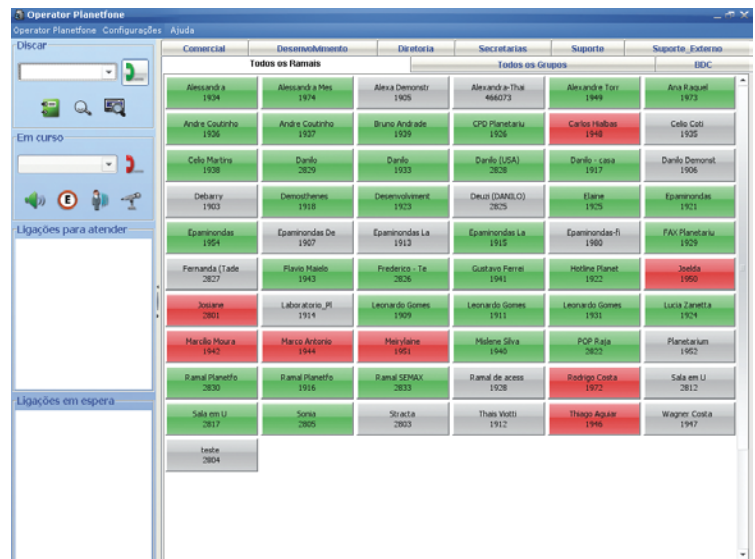 Operator Planetfone
Operator Planetfone Configurações Ajuda
Discar
Em curso
E
Ligações para atender
Ligações em espera
Comercial Desenvolvimento Diretoria Secretarias Suporte Suporte_Externo
Todos os Ramais Todos os Grupos BDC
Alessandra Alessandra Mes Alexa Demonstr Alexandra-Thai Alexandre Torr Ana Raquel
1934 1974 1905 466073 1949 1973
Andre Coutinho Andre Coutinho Bruno Andrade CPD Planetariu Carlos Hialbas Celio Coti
1936 1937 1939 1926 1948 1935
Celio Martins Danilo Danilo Danilo (USA) Danilo - casa Danilo Demonst
1938 2829 1933 2828 1917 1906
Debarry Demosthenes Desenvolviment Deuzi (DANILO) Elaine Epaminondas
1903 1918 1923 2825 1925 1921
Epaminondas Epaminondas De Epaminondas La Epaminondas La Epaminondas-fi FAX Planetariu
1954 1907 1913 1915 1980 1929
Fernanda (Tade Flavio Maielo Frederico - Te Gustavo Ferrei Hotline Planet Joelda
2827 1943 2826 1941 1922 1950
Josiane Laboratorio_Pl Leonardo Gomes Leonardo Gomes Leonardo Gomes Lucia Zanetta
2801 1914 1909 1911 1931 1924
Marcilio Moura Marco Antonio Meirylaine Mislene Silva POP Raja Planetarium
1942 1944 1951 1940 2822 1952
Ramal Planetfo Ramal Planetfo Ramal SEMAX Ramal de acess Rodrigo Costa Sala em U
2830 1916 2833 1928 1972 2812
Sala em U Sonia Stracta Thais Viotti Thiago Aguiar Wagner Costa
2817 2805 2803 1912 1946 1947
teste
2804